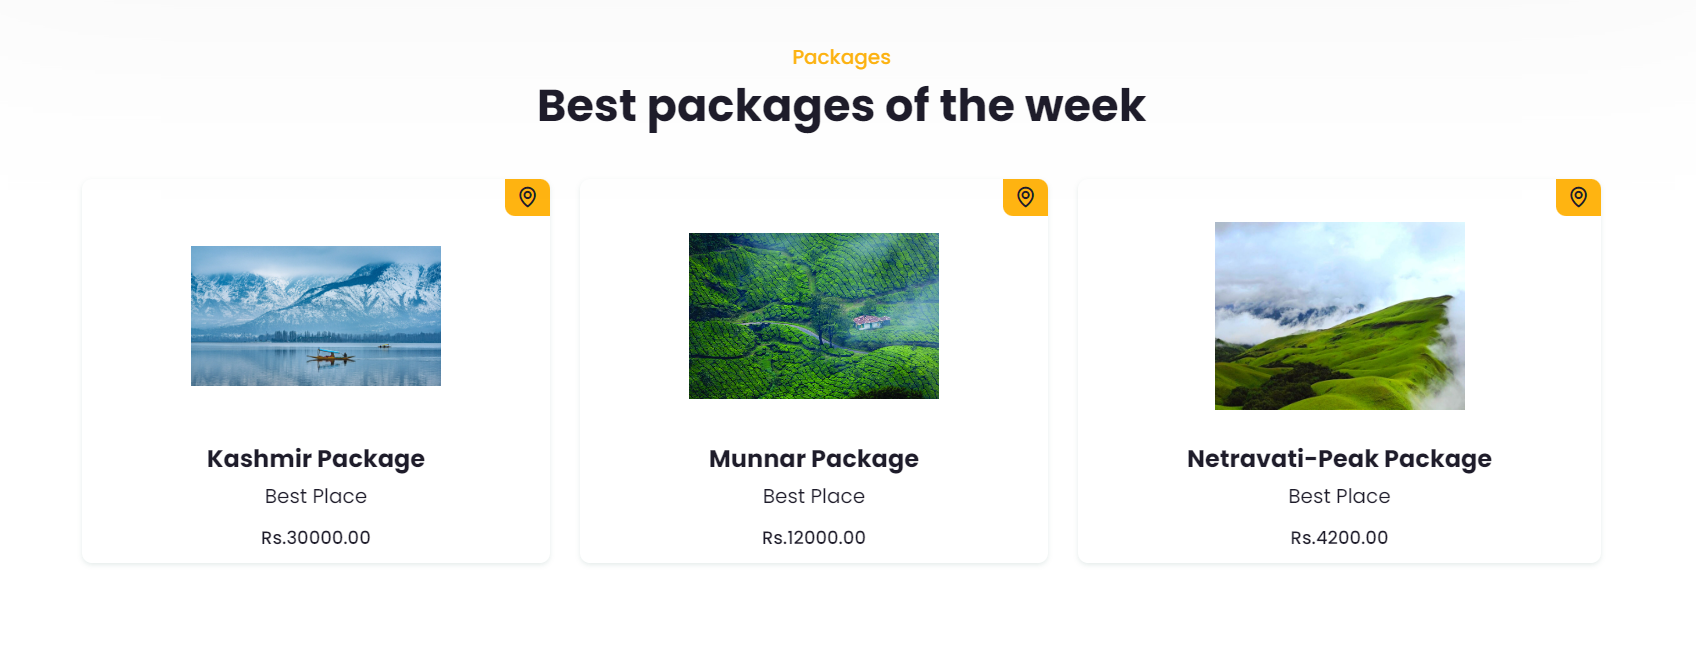 Packages
Best packages of the week
Kashmir Package
Best Place
Rs.30000.00
Munnar Package
Best Place
Rs.12000.00
Netravati-Peak Package
Best Place
Rs.4200.00